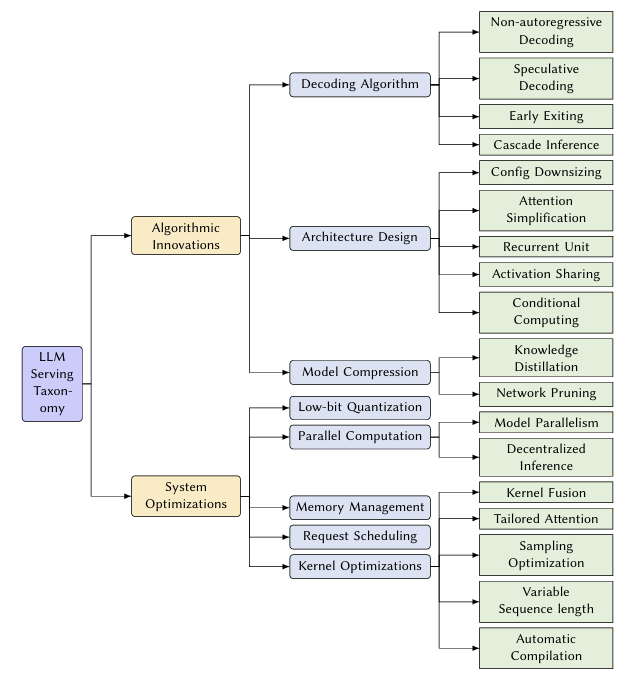 LLM
Serving
Taxon-
omy
Algorithmic
Innovations
Decoding Algorithm
Non-autoregressive
Decoding
Speculative
Decoding
Early Exiting
Cascade Inference
Architecture Design
Config Downsizing
Attention
Simplification
Recurrent Unit
Activation Sharing
Conditional
Computing
Model Compression
Knowledge
Distillation
Network Pruning
System
Optimizations
Low-bit Quantization
Parallel Computation
Model Parallelism
Decentralized
Inference
Memory Management
Request Scheduling
Kernel Optimizations
Kernel Fusion
Tailored Attention
Sampling
Optimization
Variable
Sequence length
Automatic
Compilation